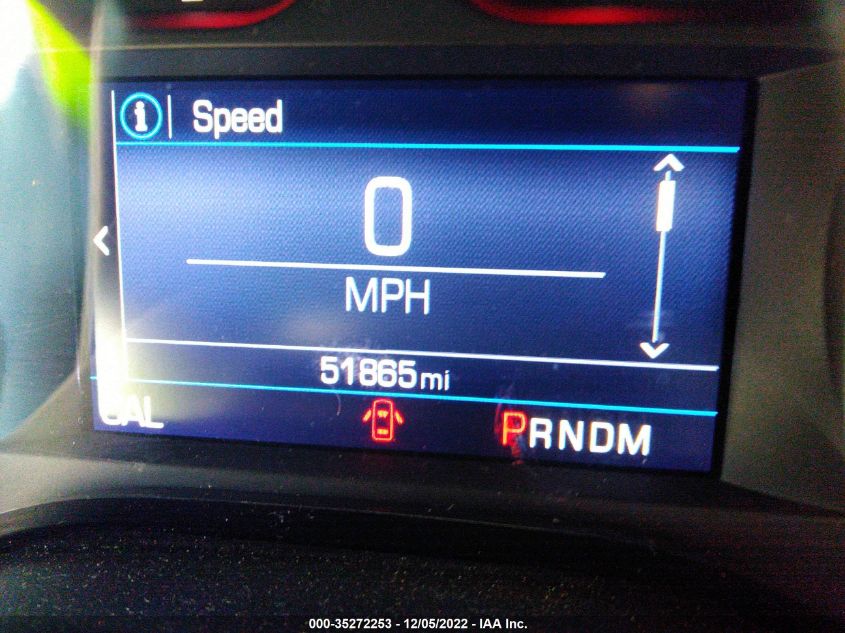 i Speed
0
MPH
51865 mi
PRNDM
000-35272253 - 12/05/2022 - IAA Inc.